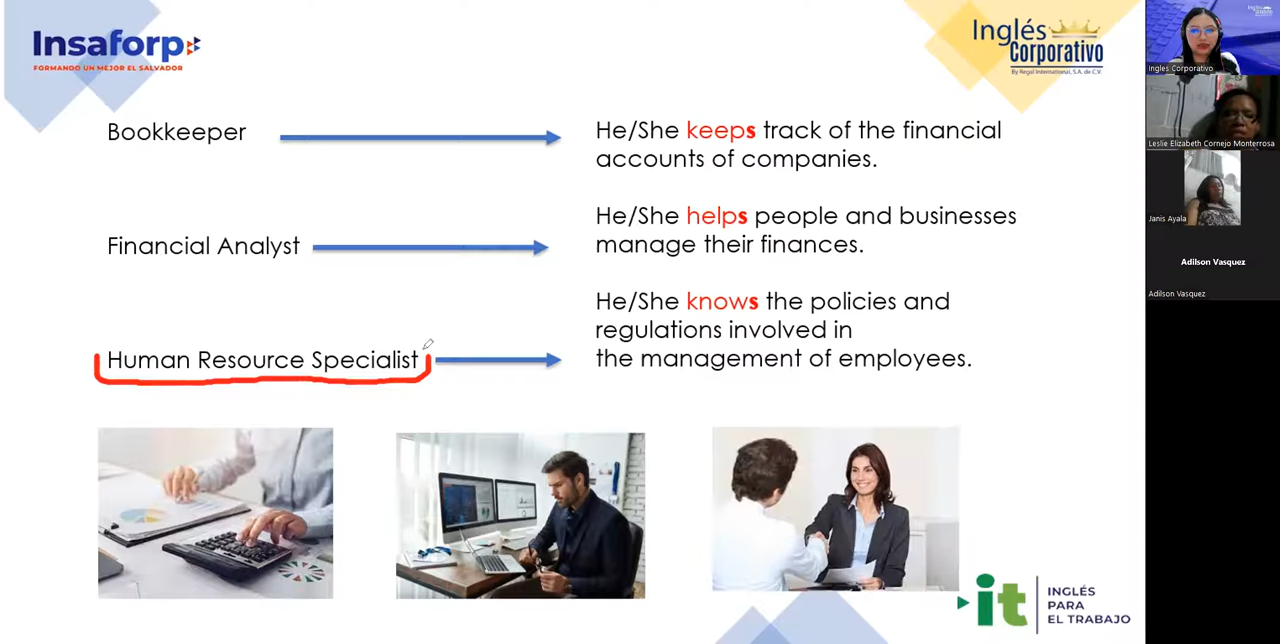 Insaforp
FORMANDO UN MEJOR EL SALVADOR
Inglés
Corporativo
By Regal International, S.A. de C.V.
Bookkeeper
He/She keeps track of the financial
accounts of companies.
Financial Analyst
He/She helps people and businesses
manage their finances.
Human Resource Specialist
He/She knows the policies and
regulations involved in
the management of employees.
it
INGLÉS
PARA
EL TRABAJO
Ingles Corporativo
Leslie Elizabeth Cornejo Monterrosa
Janis Ayala
Adilson Vasquez
Adilson Vasquez